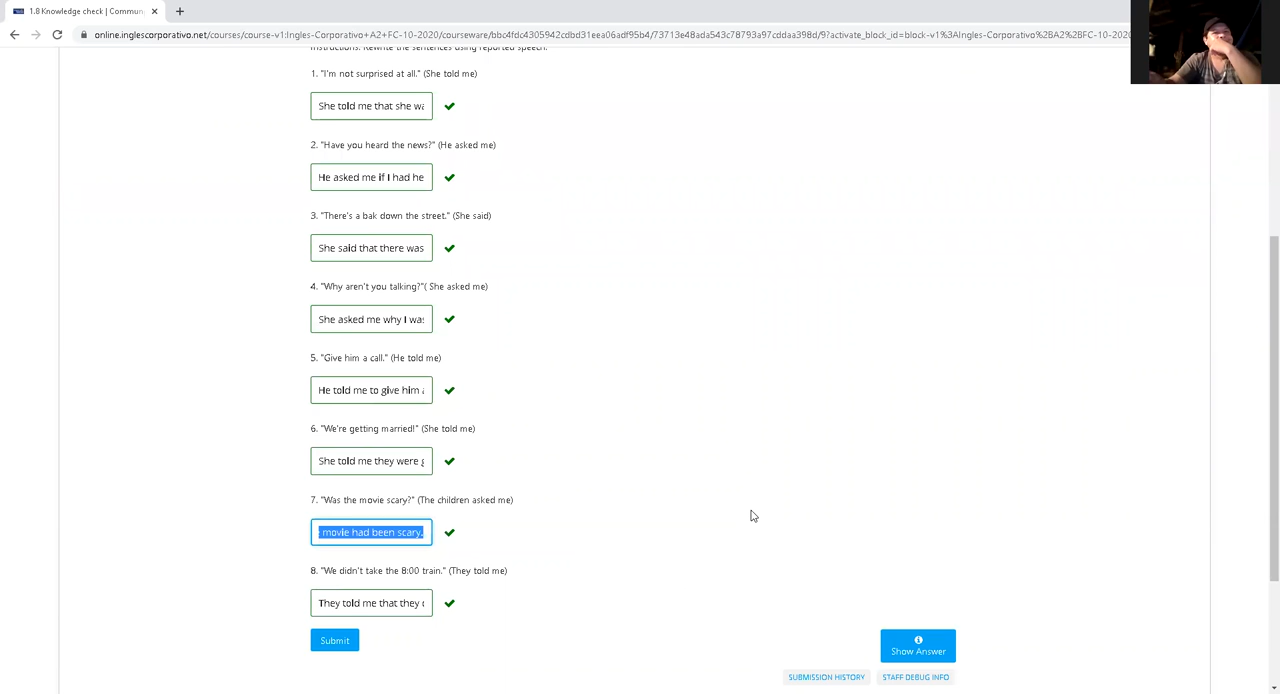 1.8 Knowledge check | Commun
online.inglescorporativo.net/courses/course-v1:Ingles-Corporativo+A2+FC-10-2020/courseware/bbc4fdc4305942cdbd31eea06adf95b4/73713e48ada543c78793a97cddaa398d/9?activate_block_id=block-v1%3AIngles-Corporativo%2BA2%2BFC-10-2020
Instructions: Rewrite the sentences using reported speech.
1. "I'm not surprised at all." (She told me)
She told me that she wa
2. "Have you heard the news?" (He asked me)
He asked me if I had he
3. "There's a bak down the street." (She said)
She said that there was
4. "Why aren't you talking?"( She asked me)
She asked me why I was
5. "Give him a call." (He told me)
He told me to give him a
6. "We're getting married!" (She told me)
She told me they were g
7. "Was the movie scary?" (The children asked me)
movie had been scary.
8. "We didn't take the 8:00 train." (They told me)
They told me that they
Submit
Show Answer
SUBMISSION HISTORY STAFF DEBUG INFO